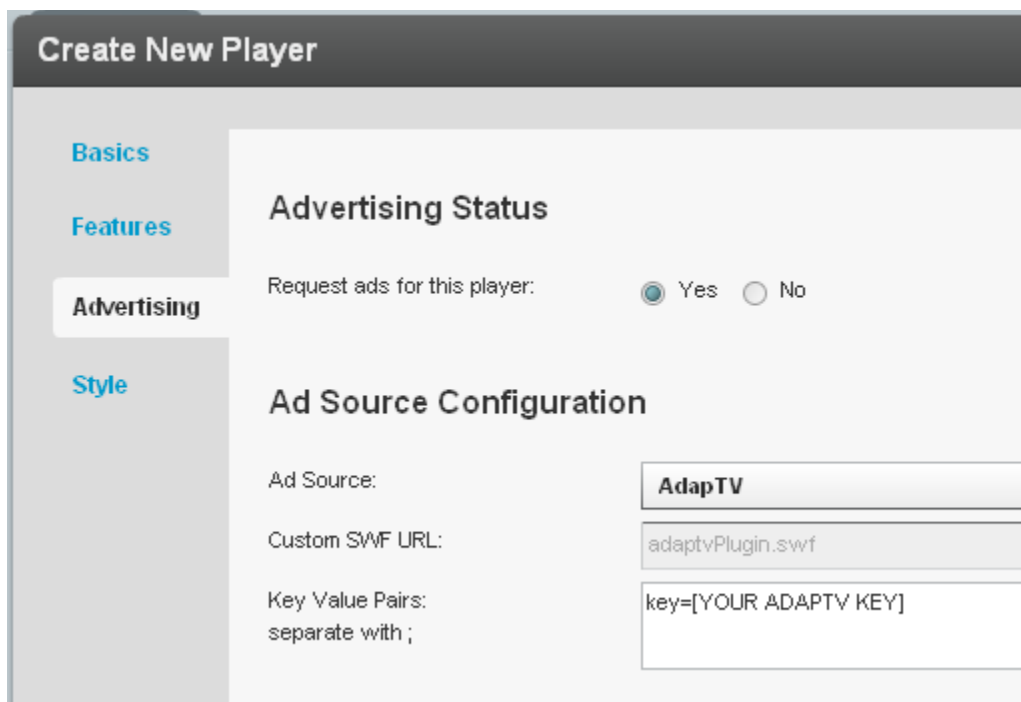 Create New Player
Basics
Features
Advertising
Style
Advertising Status
Request ads for this player:
Yes No
Ad Source Configuration
Ad Source:
AdapTV
Custom SWF URL:
adaptvPlugin.swf
Key Value Pairs:
separate with ;
key=[YOUR ADAPTV KEY]